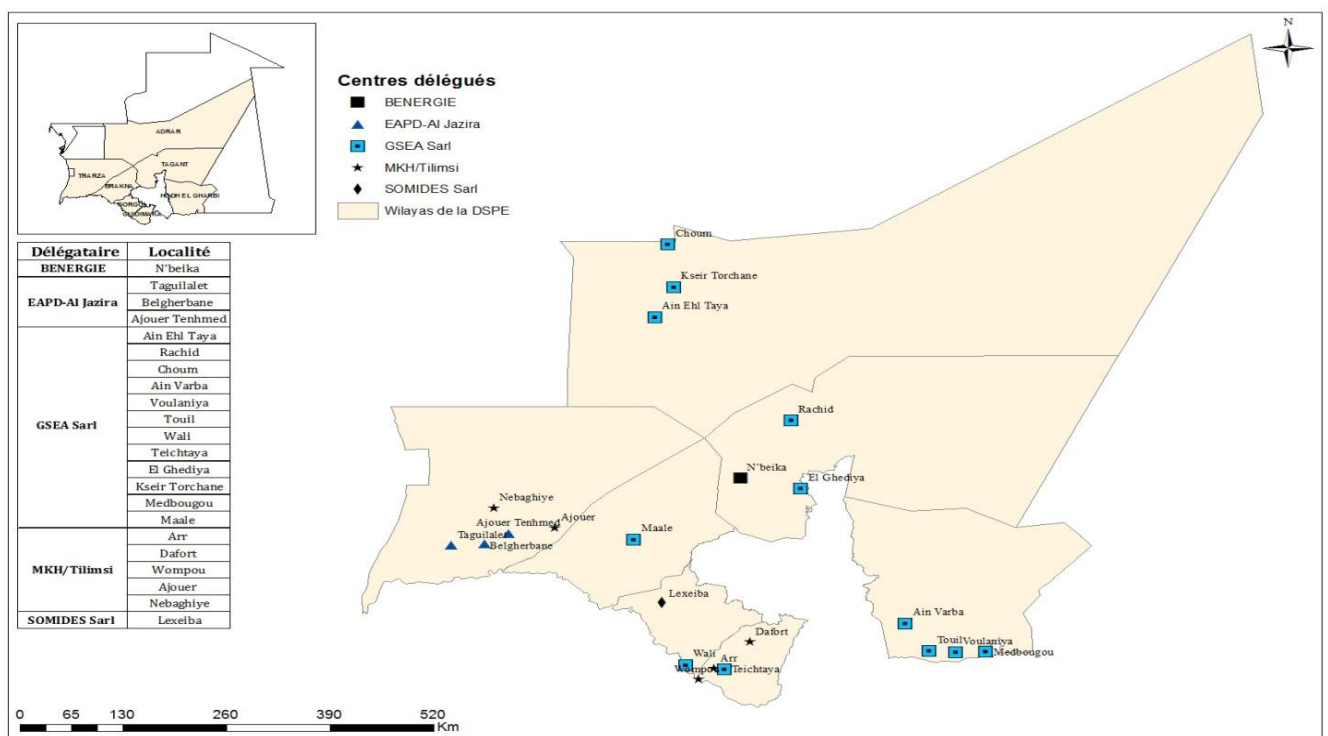 N
Centres délégués
BENERGIE
EAPD-Al Jazira
GSEA Sarl
MKH/Tilimsi
SOMIDES Sarl
Wilayas de la DSPE
ADRAR
TAGANT
TRARZA
BRAKNA
HODH EL GHARBI
GORGOL
Délégataire Localité
BENERGIE N'beika
EAPD-Al Jazira Taguilalet
Belgherbane
Ajouer Tenhmed
GSEA Sarl Ain Ehl Taya
Rachid
Choum
Ain Varba
Voulaniya
Touil
Wali
Teichtaya
El Ghediya
Kseir Torchane
Medbougou
Maale
MKH/Tilimsi Arr
Dafort
Wompou
Ajouer
Nebaghiye
SOMIDES Sarl Lexeiba
Choum
Kseir Torchane
Ain Ehl Taya
Rachid
N'beika
El Ghediya
Nebaghiye
Ajouer Tenhmed
Ajouer
Taguilalet
Belgherbane
Maale
Lexeiba
Ain Varba
Dafort
Touil
Voulaniya
Medbougou
Wali
Arr
Wompou
Teichtaya
0 65 130 260 390 520
Km